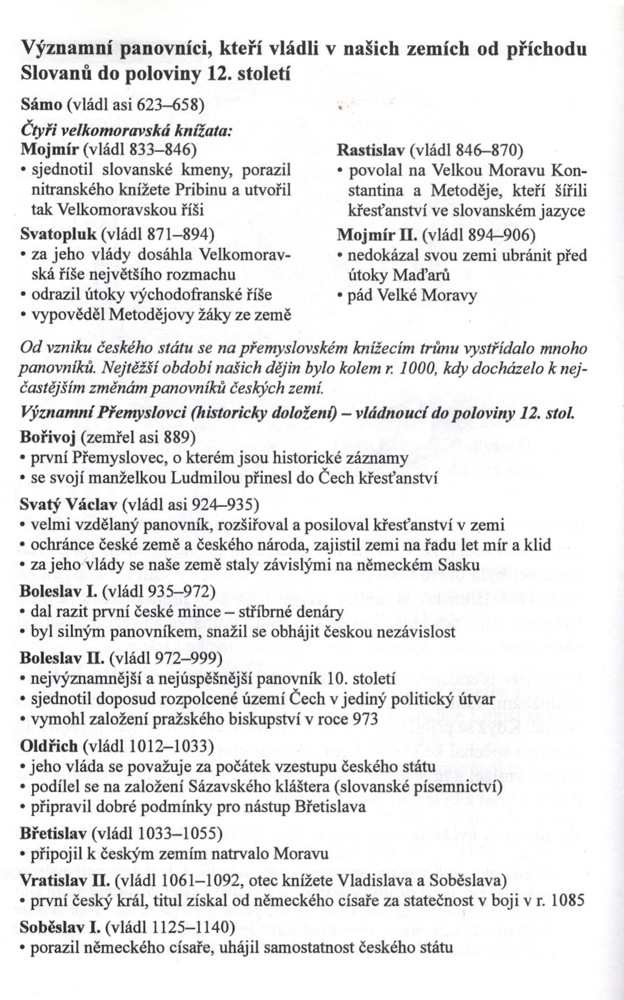 Významní panovníci, kteří vládli v našich zemích od příchodu
Slovanů do poloviny 12. století
Sámo (vládl asi 623–658)
Čtyři velkomoravská knížata:
Mojmír (vládl 833–846)
• sjednotil slovanské kmeny, porazil
nitranského knížete Pribinu a utvořil
tak Velkomoravskou říši
Svatopluk (vládl 871–894)
• za jeho vlády dosáhla Velkomorav-
ská říše největšího rozmachu
• odrazil útoky východofranské říše
• vypověděl Metodějovy žáky ze země
Rastislav (vládl 846–870)
• povolal na Velkou Moravu Kon-
stantina a Metoděje, kteří šířili
křesťanství ve slovanském jazyce
Mojmír II. (vládl 894–906)
• nedokázal svou zemi ubránit před
útoky Maďarů
• pád Velké Moravy
Od vzniku českého státu se na přemyslovském knížecím trůnu vystřídalo mnoho
panovníků. Nejtěžší období našich dějin bylo kolem r. 1000, kdy docházelo k nej-
častějším změnám panovníků českých zemí.
Významní Přemyslovci (historicky doložení) – vládnoucí do poloviny 12. stol.
Bořivoj (zemřel asi 889)
• první Přemyslovec, o kterém jsou historické záznamy
• se svojí manželkou Ludmilou přinesl do Čech křesťanství
Svatý Václav (vládl asi 924–935)
• velmi vzdělaný panovník, rozšiřoval a posiloval křesťanství v zemi
• ochránce české země a českého národa, zajistil zemi na řadu let mír a klid
• za jeho vlády se naše země staly závislými na německém Sasku
Boleslav I. (vládl 935–972)
• dal razit první české mince – stříbrné denáry
• byl silným panovníkem, snažil se obhájit českou nezávislost
Boleslav II. (vládl 972–999)
• nejvýznamnější a nejúspěšnější panovník 10. století
• sjednotil doposud rozpolcené území Čech v jediný politický útvar
• vymohl založení pražského biskupství v roce 973
Oldřich (vládl 1012–1033)
• jeho vláda se považuje za počátek vzestupu českého státu
• podílel se na založení Sázavského kláštera (slovanské písemnictví)
• připravil dobré podmínky pro nástup Břetislava
Břetislav (vládl 1033–1055)
• připojil k českým zemím natrvalo Moravu
Vratislav II. (vládl 1061–1092, otec knížete Vladislava a Soběslava)
• první český král, titul získal od německého císaře za statečnost v boji v r. 1085
Soběslav I. (vládl 1125–1140)
• porazil německého císaře, uhájil samostatnost českého státu